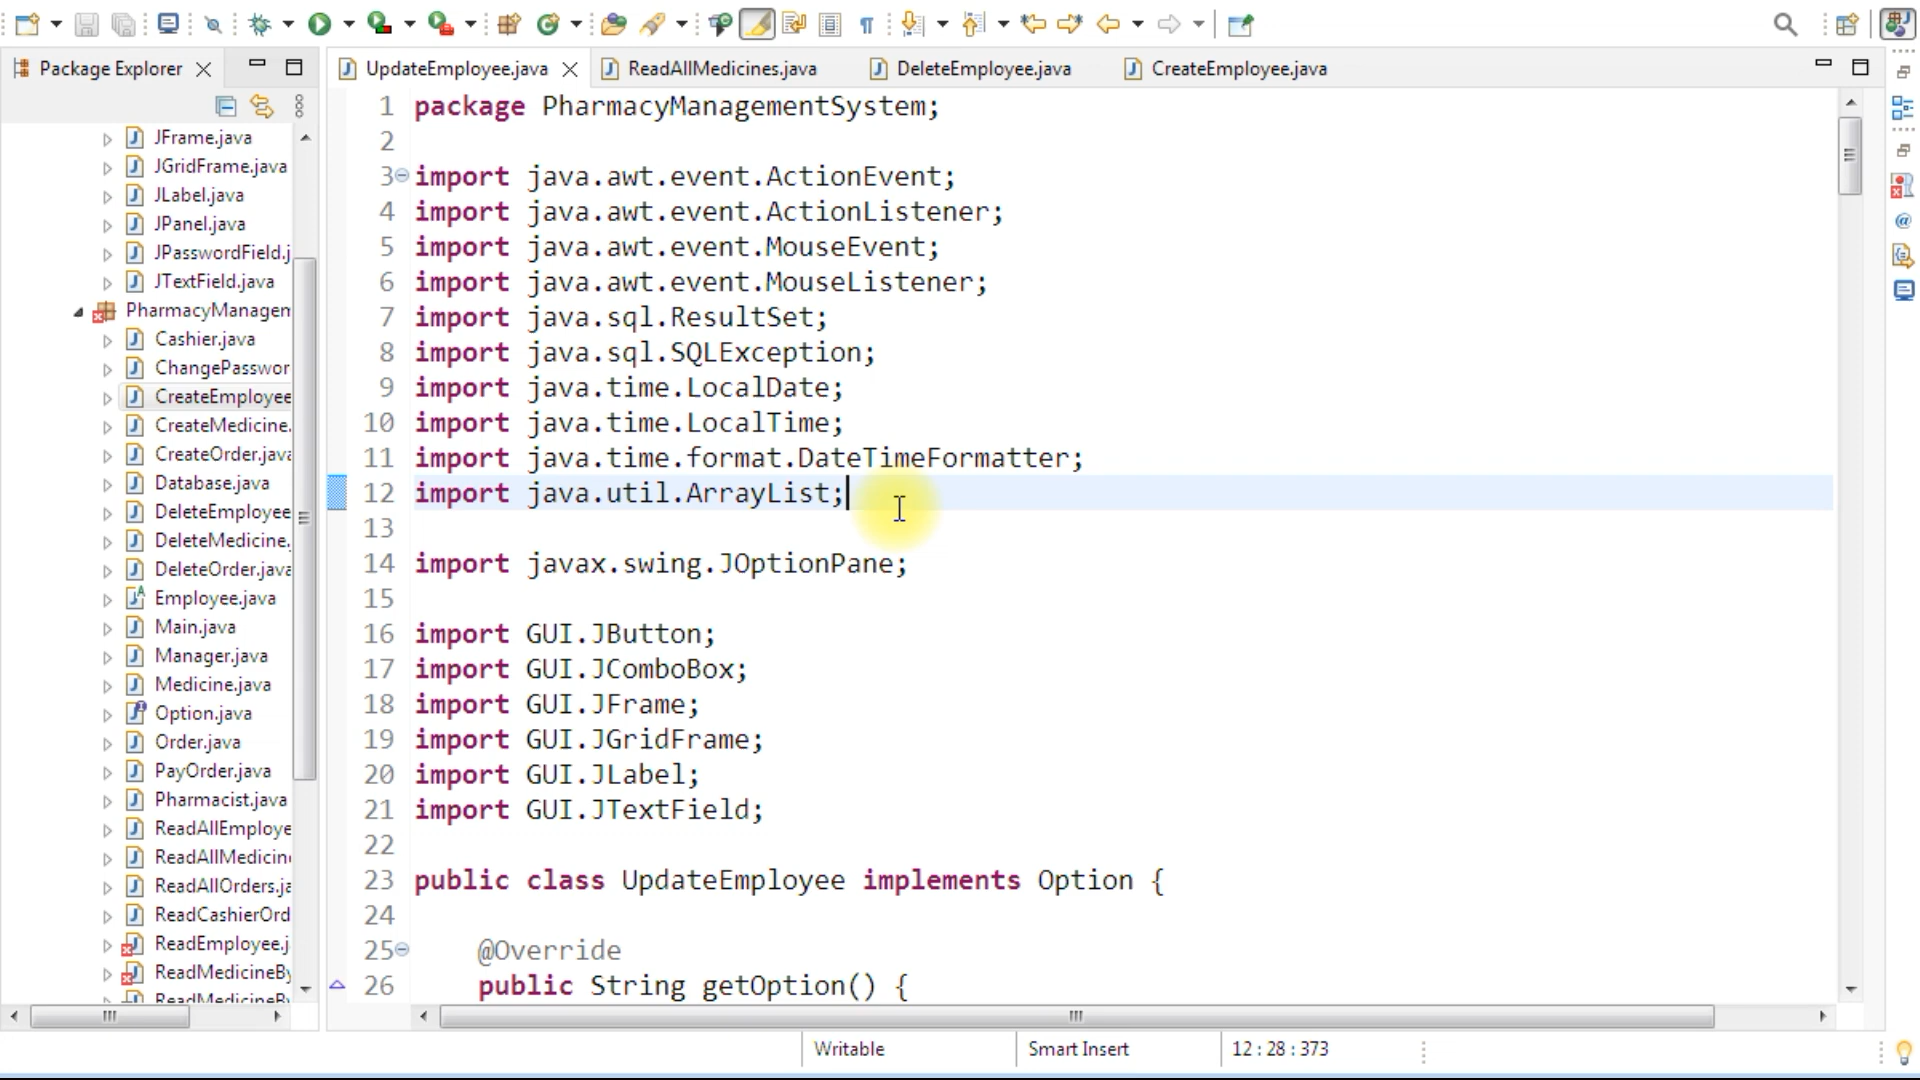 Package Explorer
UpdateEmployee.java
ReadAllMedicines.java
DeleteEmployee.java
CreateEmployee.java
JFrame.java
JGridFrame.java
JLabel.java
JPanel.java
JPasswordField.j
JTextField.java
PharmacyManagem
Cashier.java
ChangePasswor
CreateEmployee
CreateMedicine.
CreateOrder.java
Database.java
DeleteEmployee
DeleteMedicine.
DeleteOrder.java
Employee.java
Main.java
Manager.java
Medicine.java
Option.java
Order.java
PayOrder.java
Pharmacist.java
ReadAllEmploye
ReadAllMedicin
ReadAllOrders.ja
ReadCashierOrd
ReadEmployee.j
ReadMedicineBy
1 package PharmacyManagementSystem;
2
3 import java.awt.event.ActionEvent;
4 import java.awt.event.ActionListener;
5 import java.awt.event.MouseEvent;
6 import java.awt.event.MouseListener;
7 import java.sql.ResultSet;
8 import java.sql.SQLException;
9 import java.time.LocalDate;
10 import java.time.LocalTime;
11 import java.time.format.DateTimeFormatter;
12 import java.util.ArrayList;
13
14 import javax.swing.JOptionPane;
15
16 import GUI.JButton;
17 import GUI.JComboBox;
18 import GUI.JFrame;
19 import GUI.JGridFrame;
20 import GUI.JLabel;
21 import GUI.JTextField;
22
23 public class UpdateEmployee implements Option {
24
25 @Override
26 public String getOption() {
Writable
Smart Insert
12 : 28 : 373